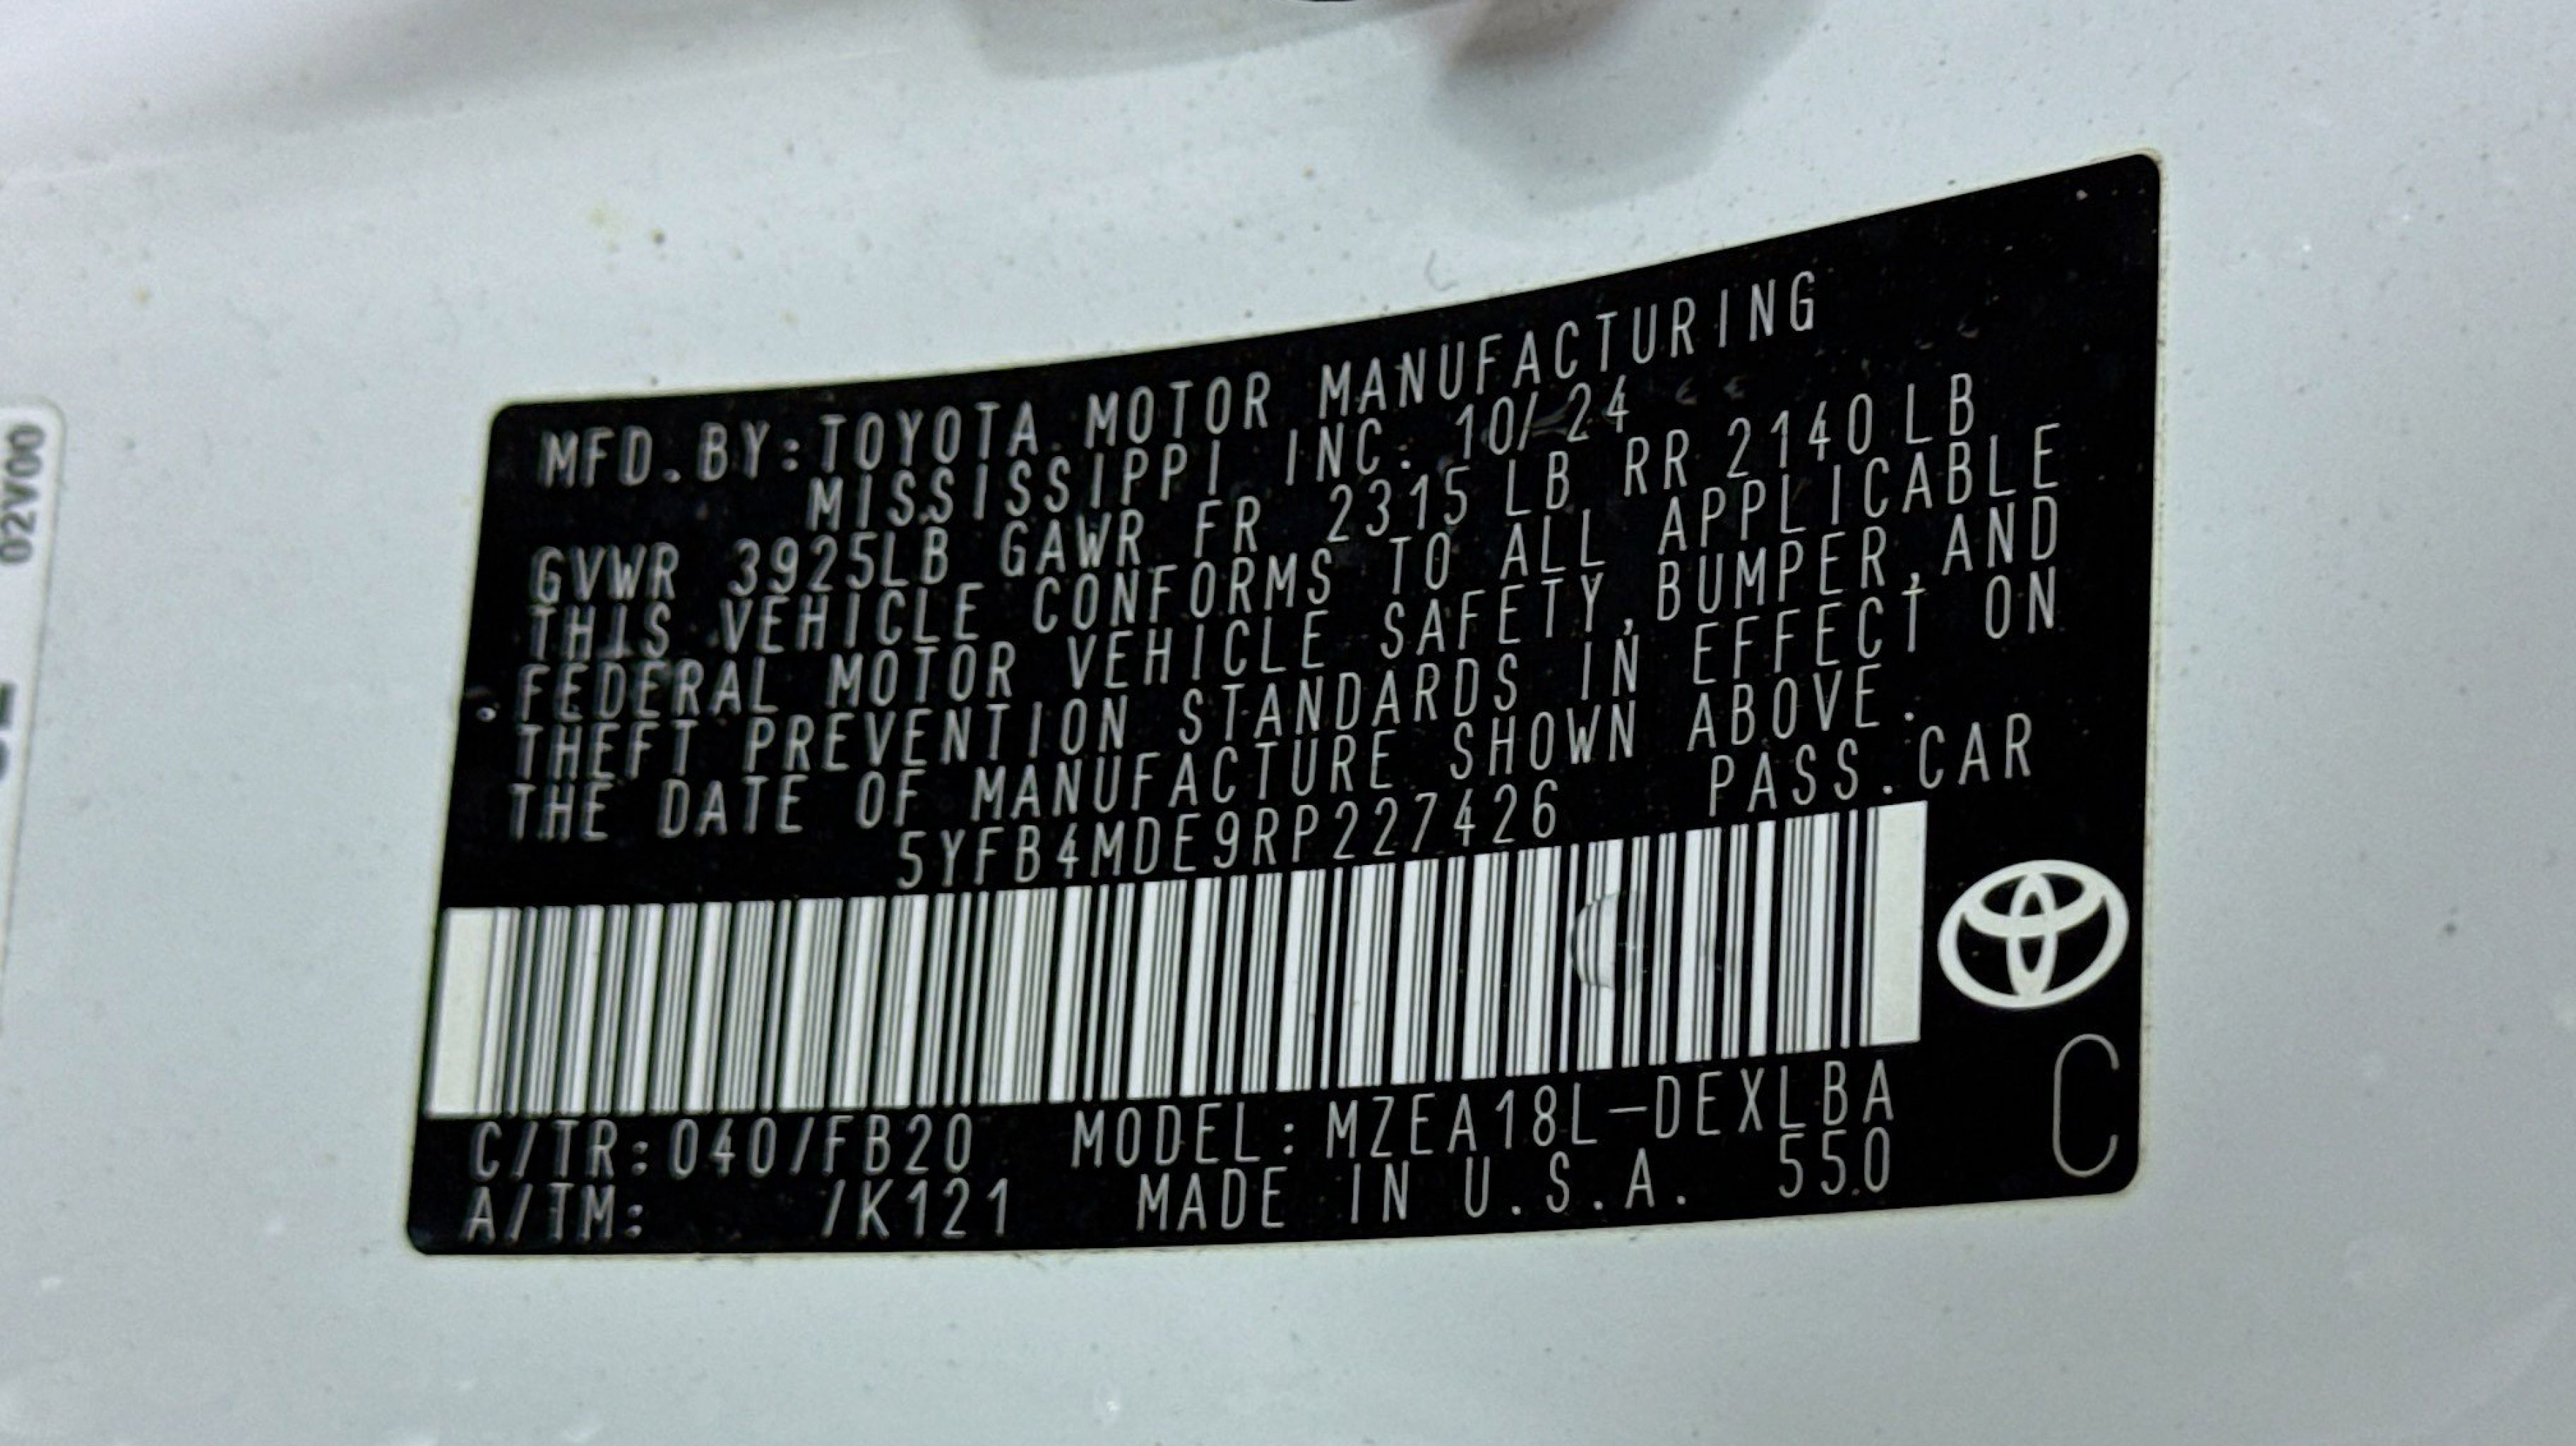 02V00
MFD.BY:TOYOTA MOTOR MANUFACTURING
MISSISSIPPI INC. 10/24
GVWR 3925LB GAWR FR 2315 LB RR 2140 LB
THIS VEHICLE CONFORMS TO ALL APPLICABLE
FEDERAL MOTOR VEHICLE SAFETY,BUMPER,AND
THEFT PREVENTION STANDARDS IN EFFECT ON
THE DATE OF MANUFACTURE SHOWN ABOVE.
5YFB4MDE9RP227426 PASS.CAR
C/TR:040/FB20 MODEL:MZEA18L-DEXLBA
A/TM: /K121 MADE IN U.S.A. 550
C